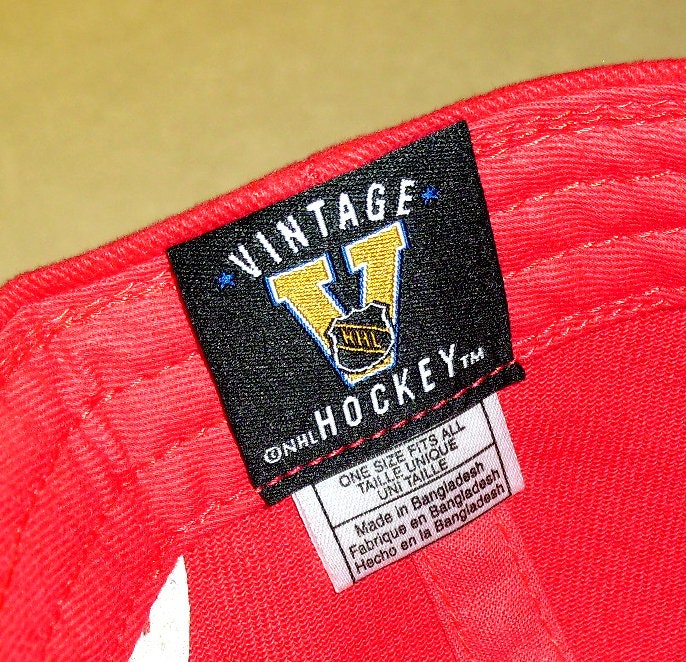 VINTAGE
V
NHL
©NHL HOCKEY™
ONE SIZE FITS ALL
TAILLE UNIQUE
UNI TAILLE
Made in Bangladesh
Fabrique en Bangladesh
Hecho en la Bangladesh